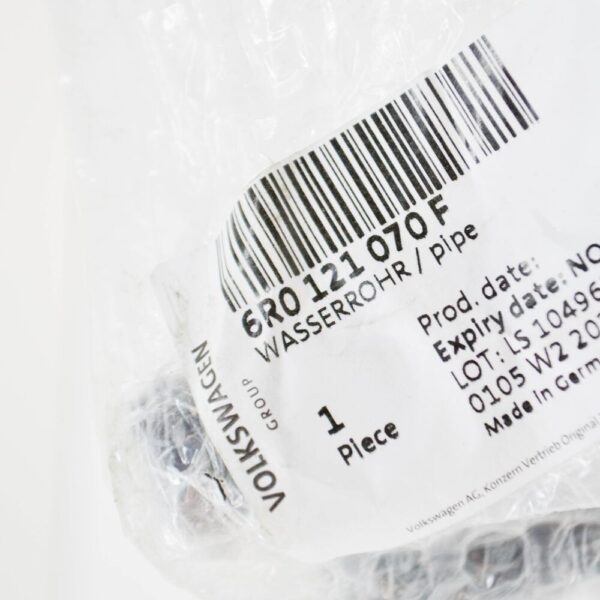 6R0 121 070 F
WASSERROHR / pipe
VOLKSWAGEN
GROUP
1
Piece
Prod. date:
Expiry date: NO
LOT: LS 10496
0105 W2 20
Made in Germ
Volkswagen AG, Konzern Vertrieb Original